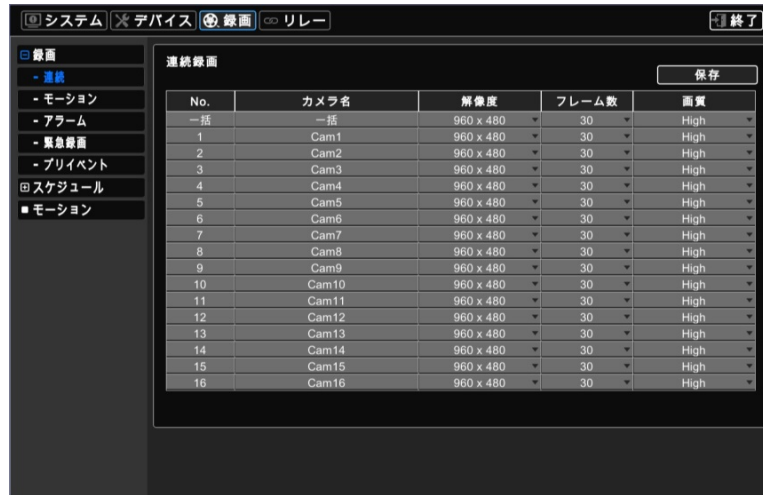 システム デバイス 録画 リレー 終了
録画
- 連続
- モーション
- アラーム
- 緊急録画
- プリイベント
スケジュール
モーション
連続録画
保存
No. カメラ名 解像度 フレーム数 画質
一括 一括 960 x 480 30 High
1 Cam1 960 x 480 30 High
2 Cam2 960 x 480 30 High
3 Cam3 960 x 480 30 High
4 Cam4 960 x 480 30 High
5 Cam5 960 x 480 30 High
6 Cam6 960 x 480 30 High
7 Cam7 960 x 480 30 High
8 Cam8 960 x 480 30 High
9 Cam9 960 x 480 30 High
10 Cam10 960 x 480 30 High
11 Cam11 960 x 480 30 High
12 Cam12 960 x 480 30 High
13 Cam13 960 x 480 30 High
14 Cam14 960 x 480 30 High
15 Cam15 960 x 480 30 High
16 Cam16 960 x 480 30 High